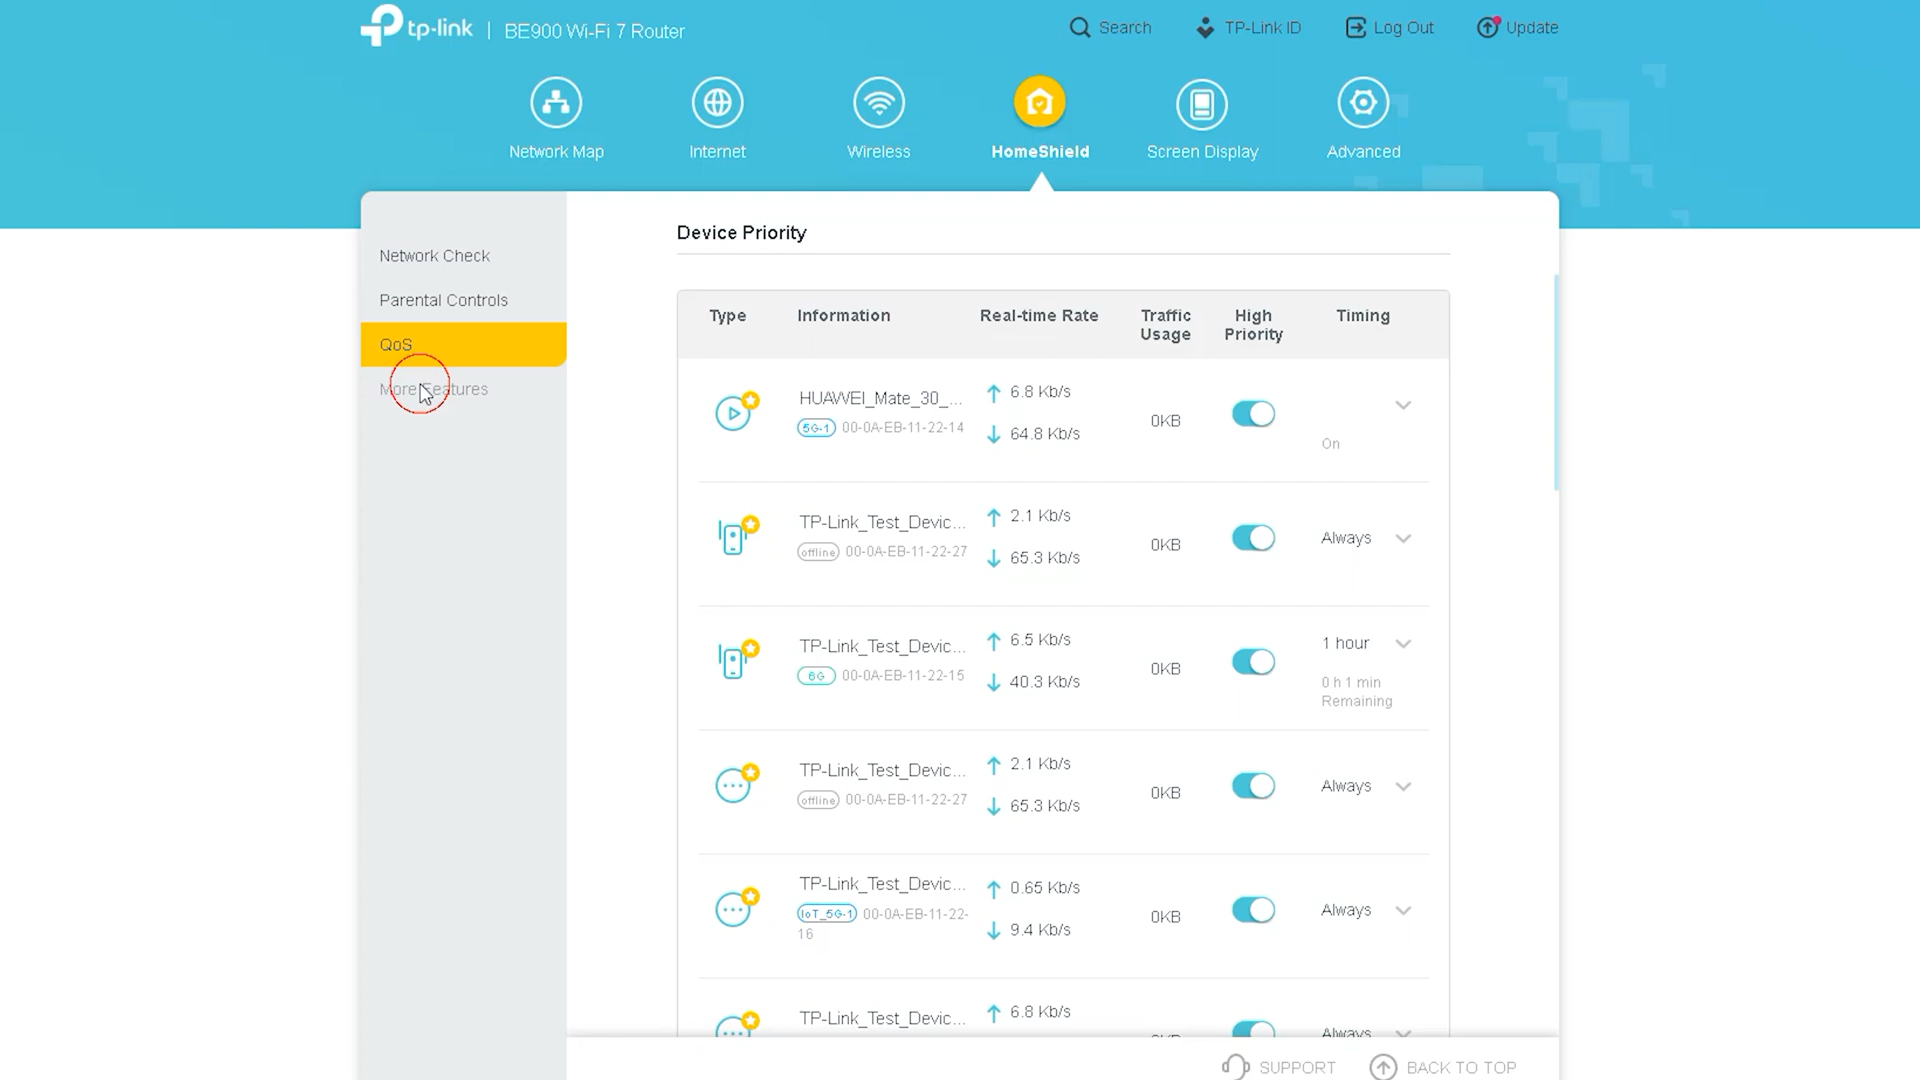 tp-link | BE900 Wi-Fi 7 Router
Search
TP-Link ID
Log Out
Update
Network Map
Internet
Wireless
HomeShield
Screen Display
Advanced
Network Check
Parental Controls
QoS
More Features
Device Priority
Type
Information
Real-time Rate
Traffic
Usage
High
Priority
Timing
HUAWEI_Mate_30_...
5G-1 00-0A-EB-11-22-14
6.8 Kb/s
64.8 Kb/s
0KB
On
TP-Link_Test_Devic...
offline 00-0A-EB-11-22-27
2.1 Kb/s
65.3 Kb/s
0KB
Always
TP-Link_Test_Devic...
6G 00-0A-EB-11-22-15
6.5 Kb/s
40.3 Kb/s
0KB
1 hour
0 h 1 min
Remaining
TP-Link_Test_Devic...
offline 00-0A-EB-11-22-27
2.1 Kb/s
65.3 Kb/s
0KB
Always
TP-Link_Test_Devic...
IoT_5G-1 00-0A-EB-11-22-
16
0.65 Kb/s
9.4 Kb/s
0KB
Always
TP-Link_Test_Devic...
6.8 Kb/s
Always
SUPPORT
BACK TO TOP